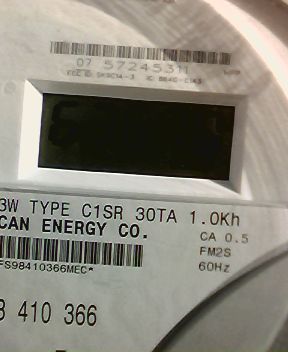 07 57245311
3W TYPE C1SR 30TA 1.0Kh
CAN ENERGY CO.
CA 0.5
FM2S
FS98410366MEC*
60Hz
8 410 366